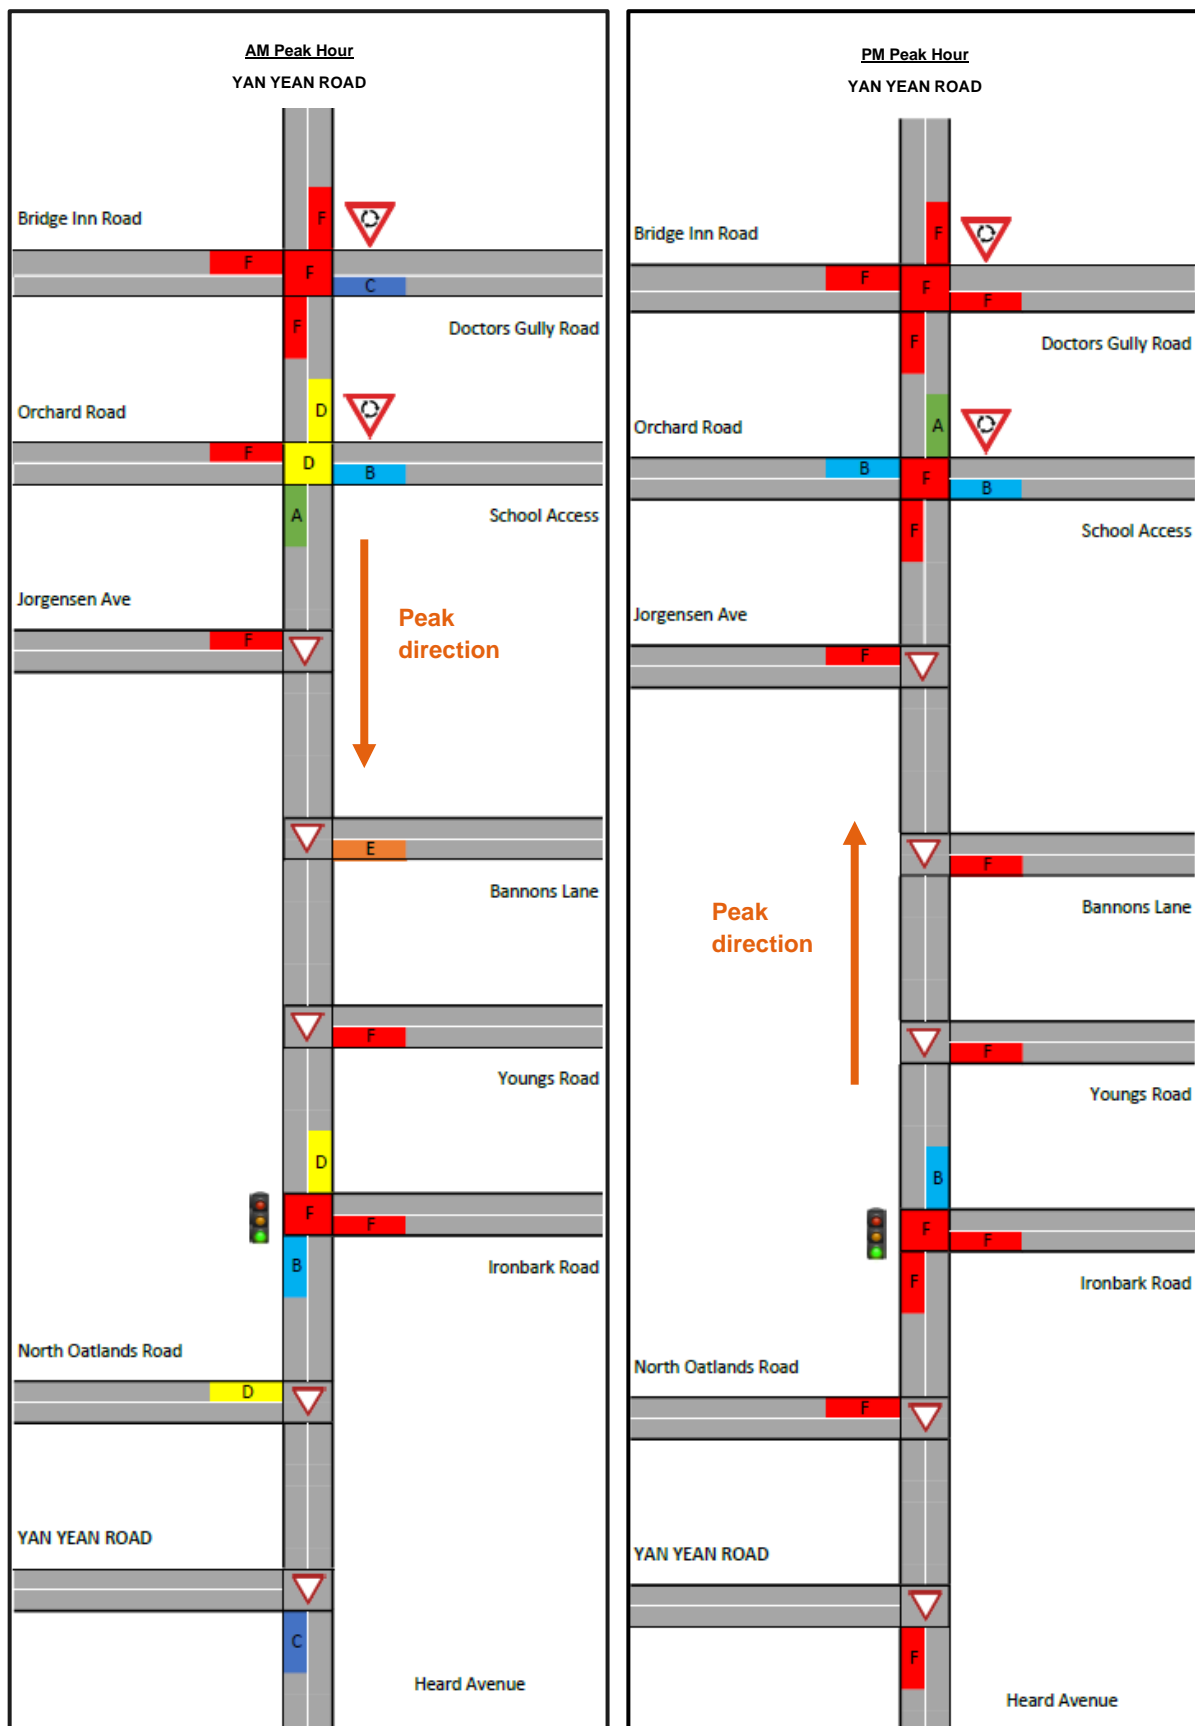 AM Peak Hour
YAN YEAN ROAD
F
Bridge Inn Road
F
F
C
F
Doctors Gully Road
D
Orchard Road
F
D
B
A
School Access
Jorgensen Ave
Peak
direction
F
E
Bannons Lane
F
Youngs Road
D
F
F
B
Ironbark Road
North Oatlands Road
D
YAN YEAN ROAD
C
Heard Avenue
PM Peak Hour
YAN YEAN ROAD
F
Bridge Inn Road
F
F
F
F
Doctors Gully Road
A
Orchard Road
B
F
B
F
School Access
Jorgensen Ave
F
F
Peak
direction
Bannons Lane
F
Youngs Road
B
F
F
F
Ironbark Road
North Oatlands Road
F
YAN YEAN ROAD
F
Heard Avenue